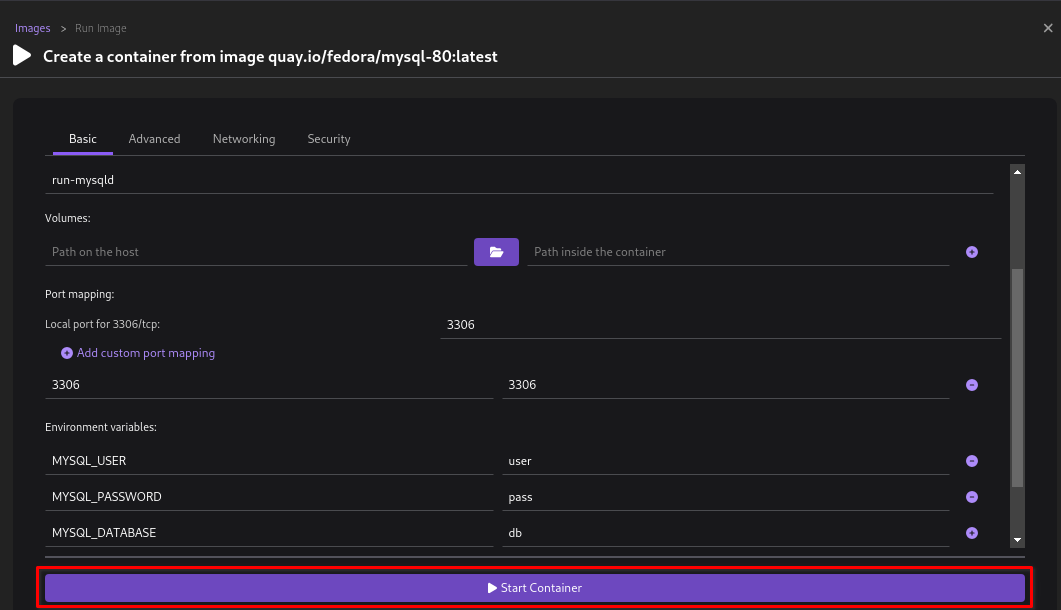 Images > Run Image
Create a container from image quay.io/fedora/mysql-80:latest
Basic Advanced Networking Security
run-mysqld
Volumes:
Path on the host Path inside the container
Port mapping:
Local port for 3306/tcp: 3306
Add custom port mapping
3306 3306
Environment variables:
MYSQL_USER user
MYSQL_PASSWORD pass
MYSQL_DATABASE db
Start Container